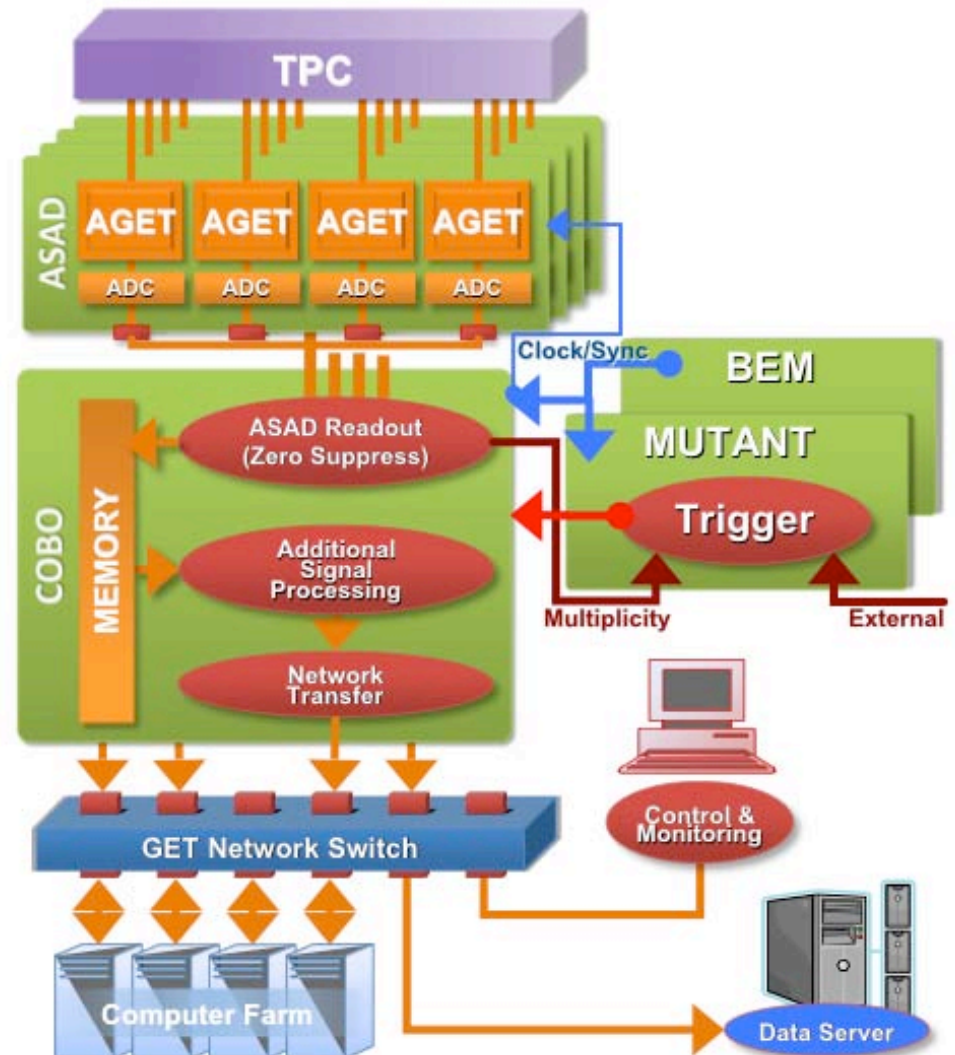 TPC
ASAD
AGET AGET AGET AGET
ADC ADC ADC ADC
Clock/Sync
BEM
MUTANT
Trigger
Multiplicity
External
COBO
MEMORY
ASAD Readout
(Zero Suppress)
Additional
Signal
Processing
Network
Transfer
Control &
Monitoring
GET Network Switch
Computer Farm
Data Server